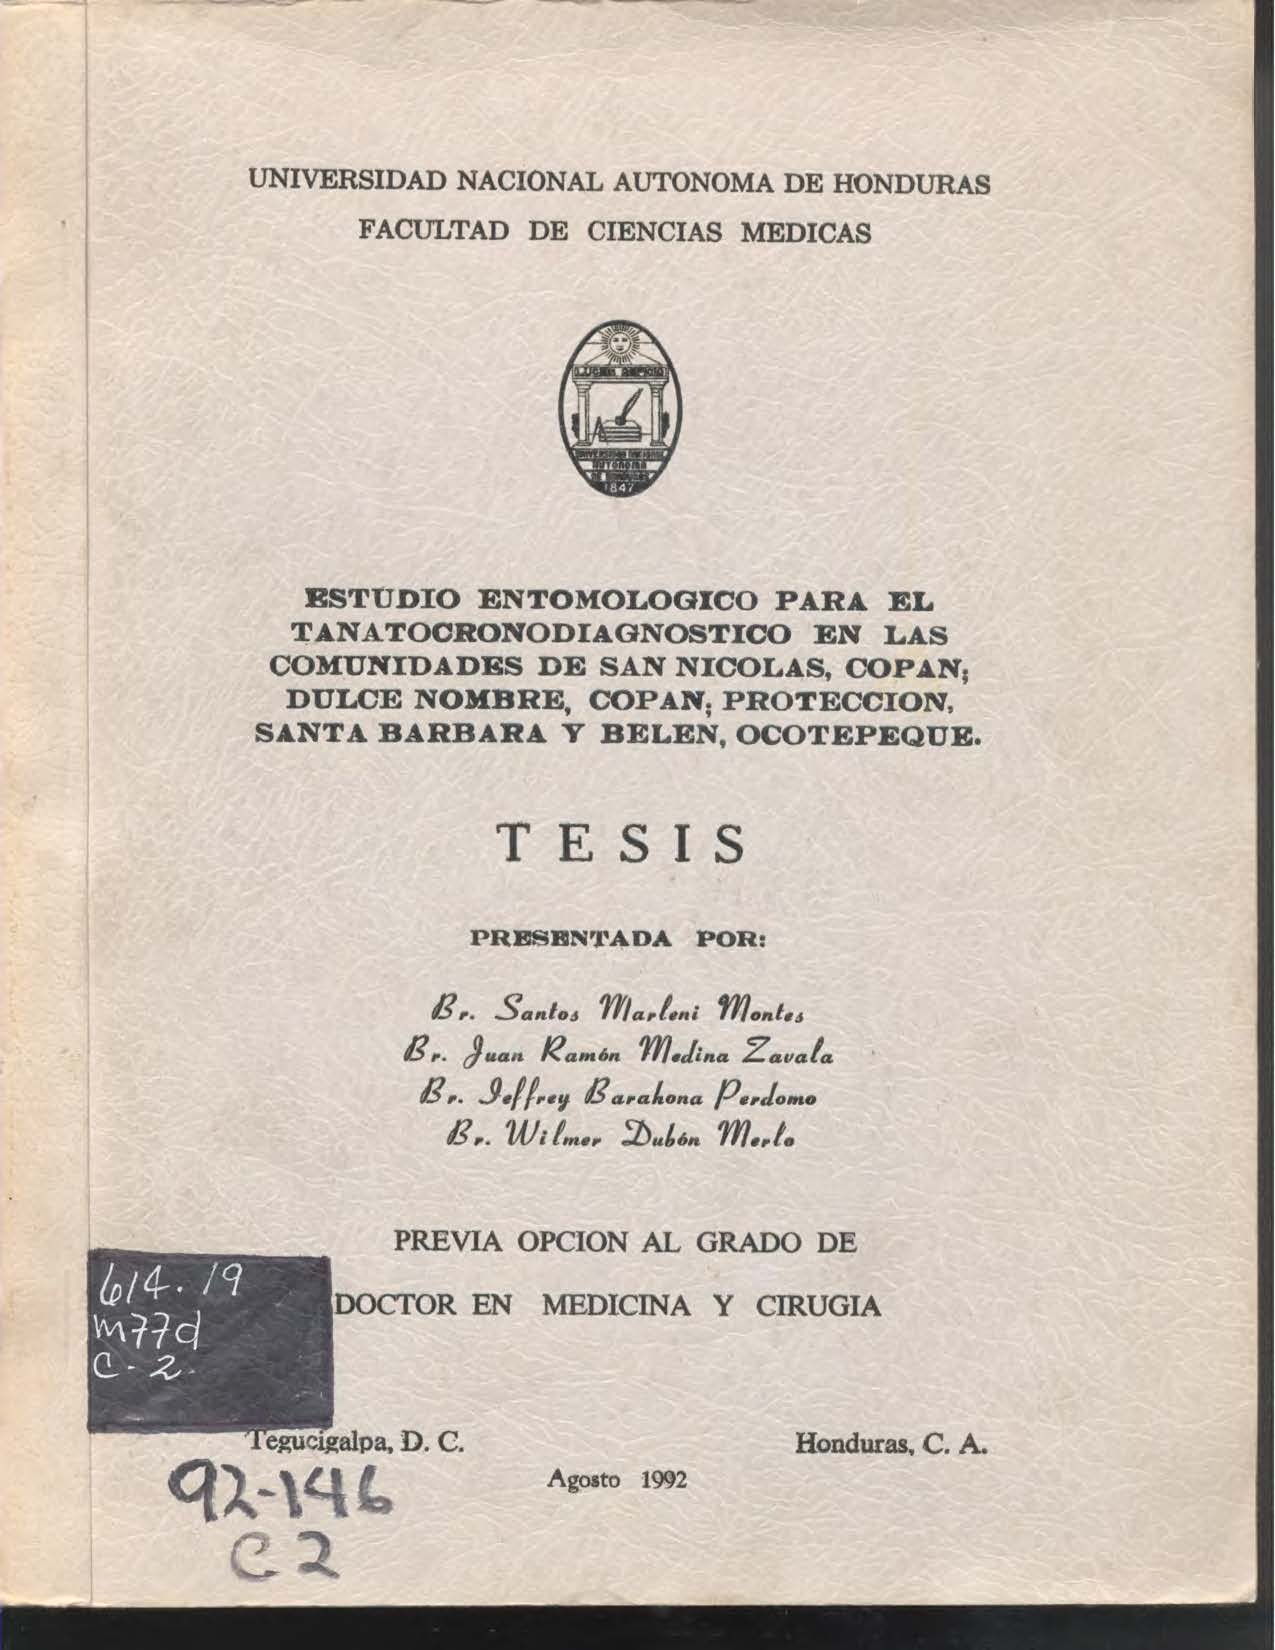 UNIVERSIDAD NACIONAL AUTONOMA DE HONDURAS
FACULTAD DE CIENCIAS MEDICAS
UNIVERSIDAD NACIONAL
AUTONOMA
1847
ESTUDIO ENTOMOLOGICO PARA EL
TANATOCRONODIAGNOSTICO EN LAS
COMUNIDADES DE SAN NICOLAS, COPAN;
DULCE NOMBRE, COPAN; PROTECCION,
SANTA BARBARA Y BELEN, OCOTEPEQUE.
TESIS
PRESENTADA POR:
Br. Santos Marleni Montes
Br. Juan Ramón Medina Zavala
Br. Jeffrey Barahona Perdomo
Br. Wilmer Dubón Merlo
PREVIA OPCION AL GRADO DE
DOCTOR EN MEDICINA Y CIRUGIA
614.19
M77d
C-2.
Tegucigalpa, D. C. Honduras, C. A.
Agosto 1992
92-146
C2